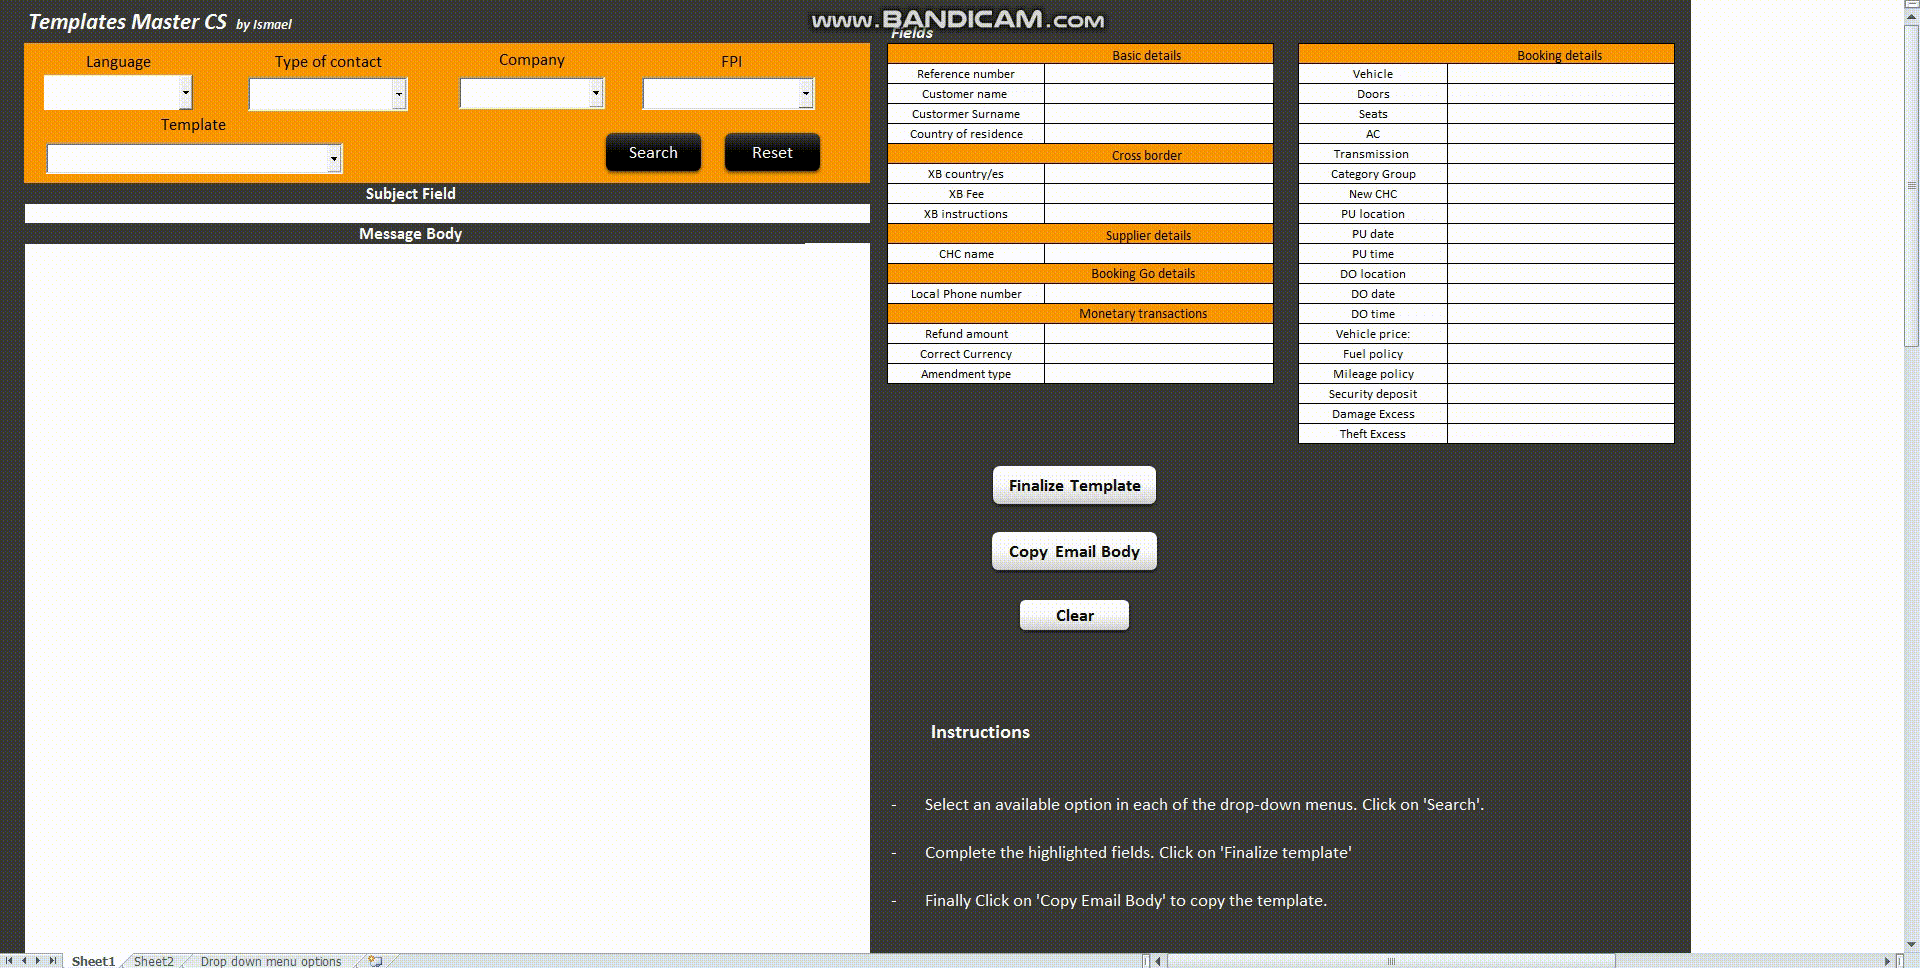 Templates Master CS by Ismael
www.BANDICAM.com
Fields
Language
Type of contact
Company
FPI
Template
Search
Reset
Subject Field
Message Body
Basic details
Reference number
Customer name
Custormer Surname
Country of residence
Cross border
XB country/es
XB Fee
XB instructions
Supplier details
CHC name
Booking Go details
Local Phone number
Monetary transactions
Refund amount
Correct Currency
Amendment type
Booking details
Vehicle
Doors
Seats
AC
Transmission
Category Group
New CHC
PU location
PU date
PU time
DO location
DO date
DO time
Vehicle price:
Fuel policy
Mileage policy
Security deposit
Damage Excess
Theft Excess
Finalize Template
Copy Email Body
Clear
Instructions
- Select an available option in each of the drop-down menus. Click on 'Search'.
- Complete the highlighted fields. Click on 'Finalize template'
- Finally Click on 'Copy Email Body' to copy the template.
Sheet1 Sheet2 Drop down menu options